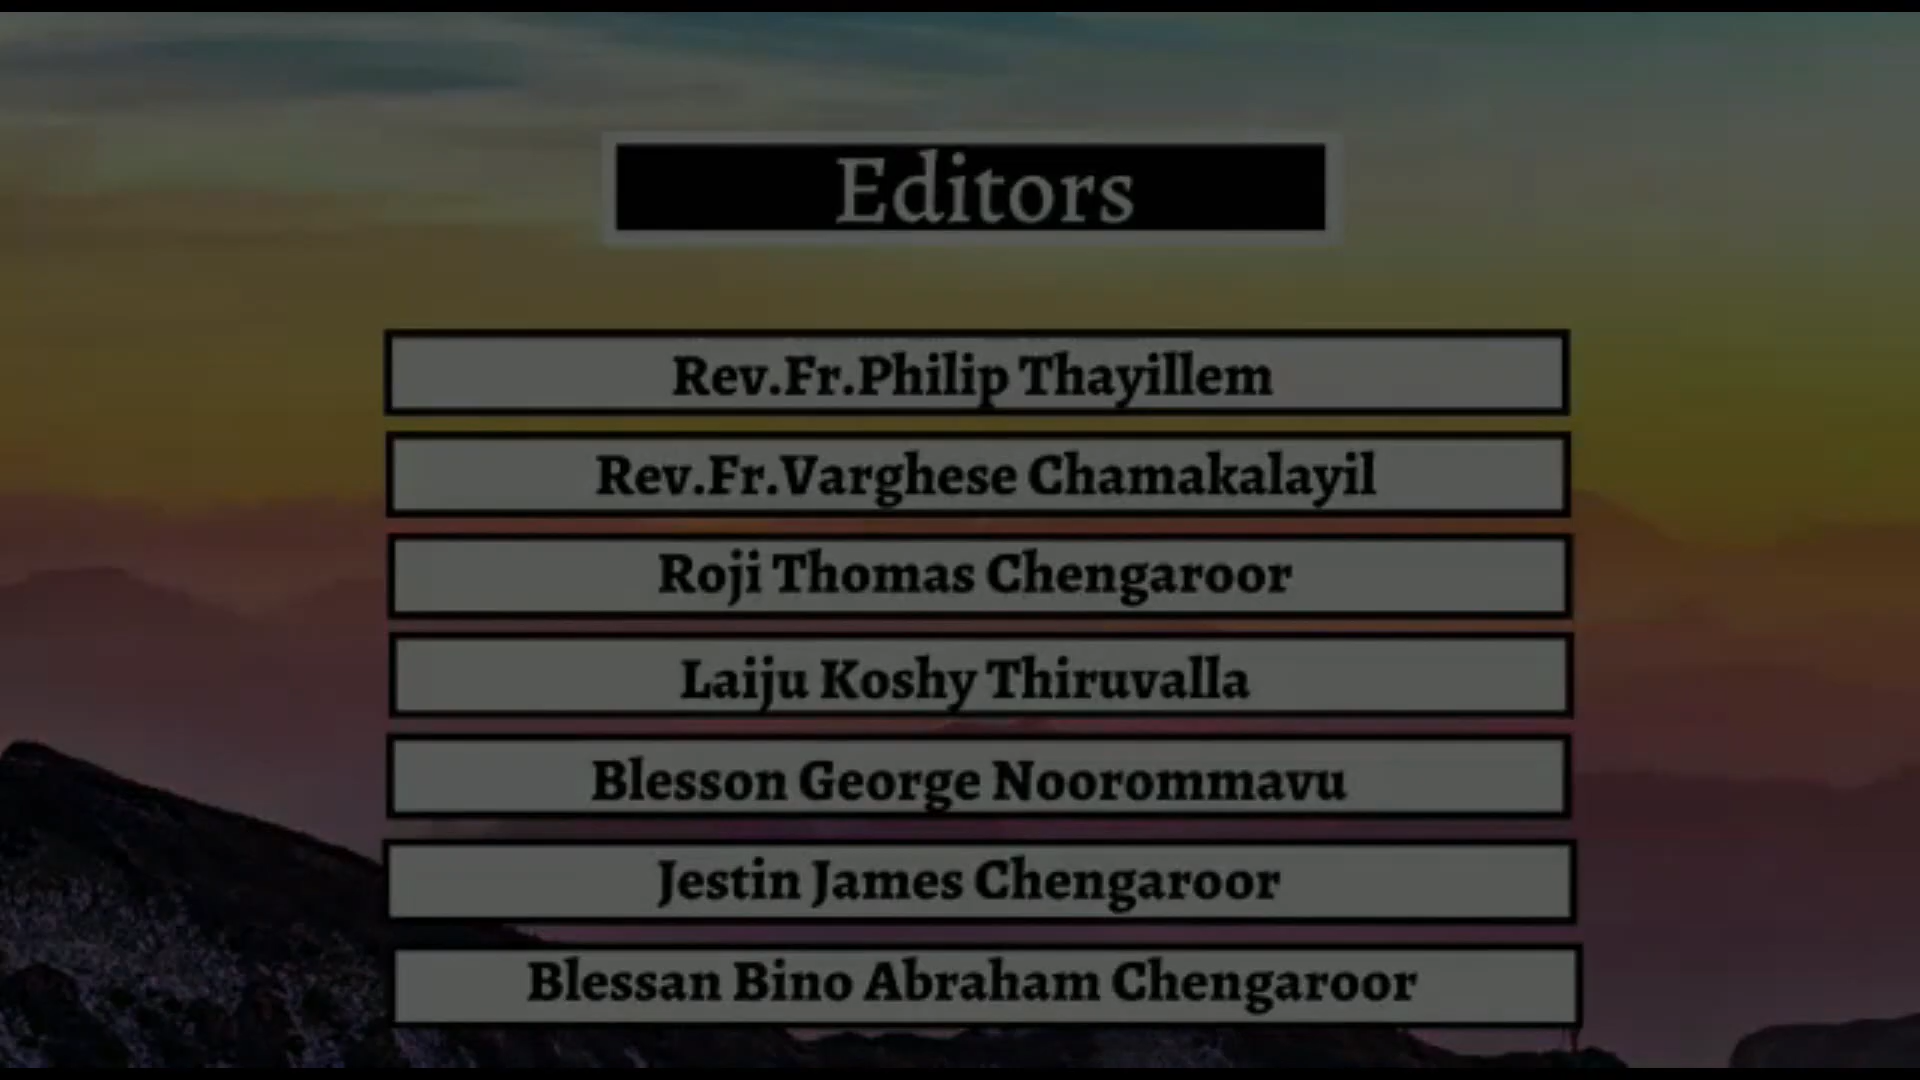 Editors
Rev.Fr.Philip Thayillem
Rev.Fr.Varghese Chamakalayil
Roji Thomas Chengaroor
Laiju Koshy Thiruvalla
Blesson George Noorommavu
Jestin James Chengaroor
Blessan Bino Abraham Chengaroor